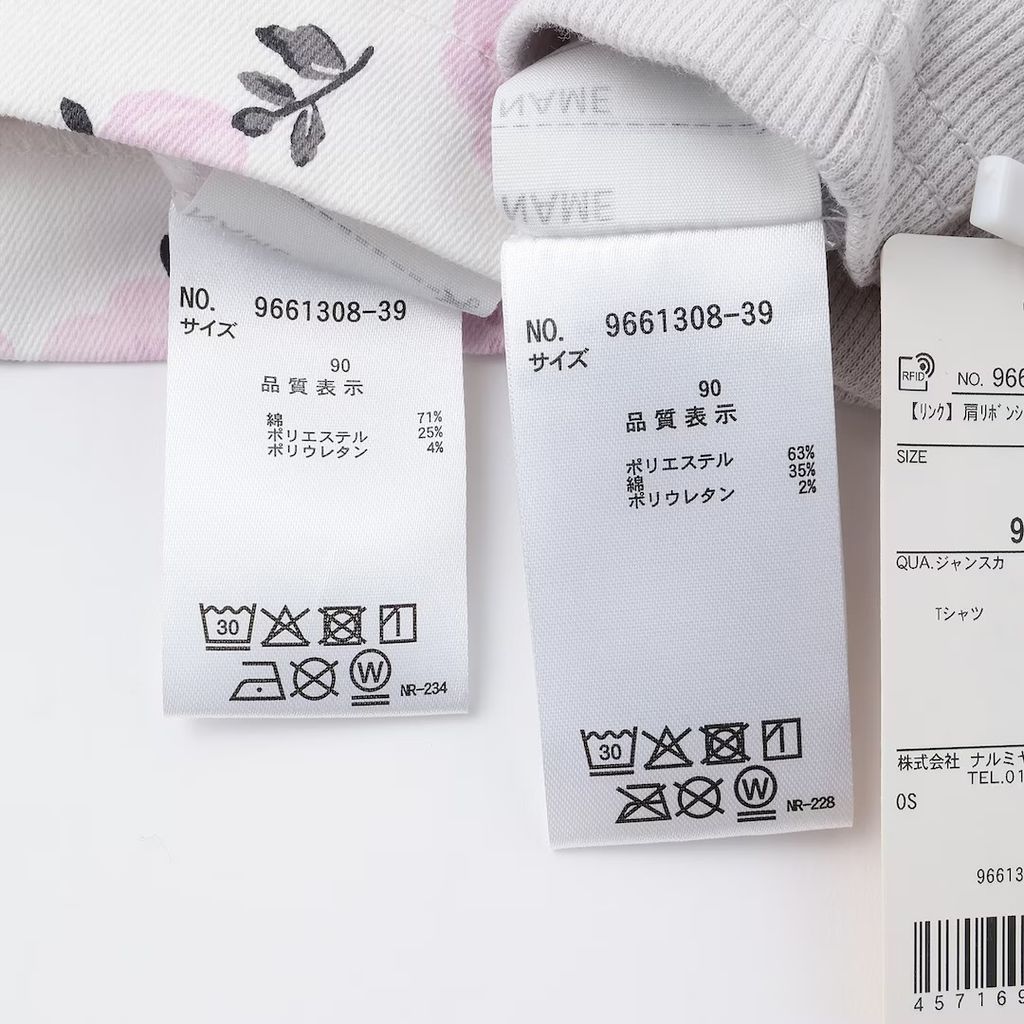 NO. 9661308-39
サイズ
90
品質表示
綿 71%
ポリエステル 25%
ポリウレタン 4%
30
W
NR-234
NAME
NAME
NO. 9661308-39
サイズ
90
品質表示
ポリエステル 63%
綿 35%
ポリウレタン 2%
30
W
NR-228
RFID
NO. 966
【リンク】肩リボンシ
SIZE
9
QUA.ジャンスカ
Tシャツ
株式会社 ナルミヤ
TEL.01
OS
96613
457169